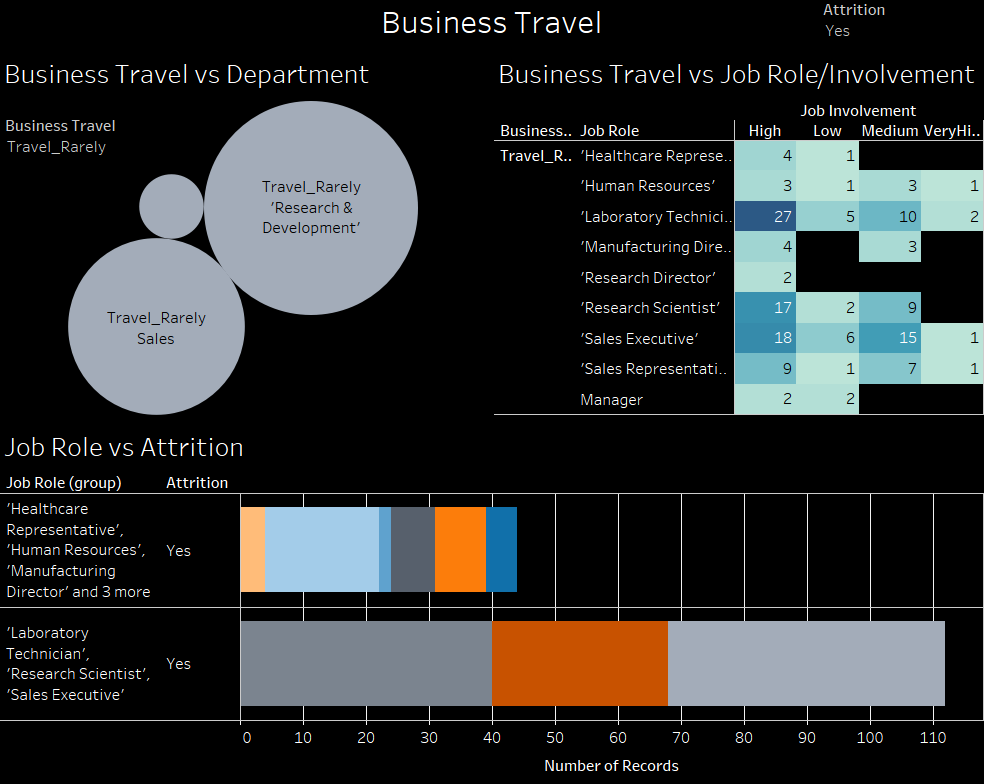 Business Travel
Attrition
Yes
Business Travel vs Department
Business Travel
Travel_Rarely
Travel_Rarely
'Research &
Development'
Travel_Rarely
Sales
Business Travel vs Job Role/Involvement
Job Involvement
Business.. Job Role High Low Medium VeryHi..
Travel_R.. 'Healthcare Represe.. 4 1
'Human Resources' 3 1 3 1
'Laboratory Technici.. 27 5 10 2
'Manufacturing Dire.. 4 3
'Research Director' 2
'Research Scientist' 17 2 9
'Sales Executive' 18 6 15 1
'Sales Representati.. 9 1 7 1
Manager 2 2
Job Role vs Attrition
Job Role (group) Attrition
'Healthcare
Representative',
'Human Resources',
'Manufacturing
Director' and 3 more
Yes
'Laboratory
Technician',
'Research Scientist',
'Sales Executive'
Yes
0 10 20 30 40 50 60 70 80 90 100 110
Number of Records